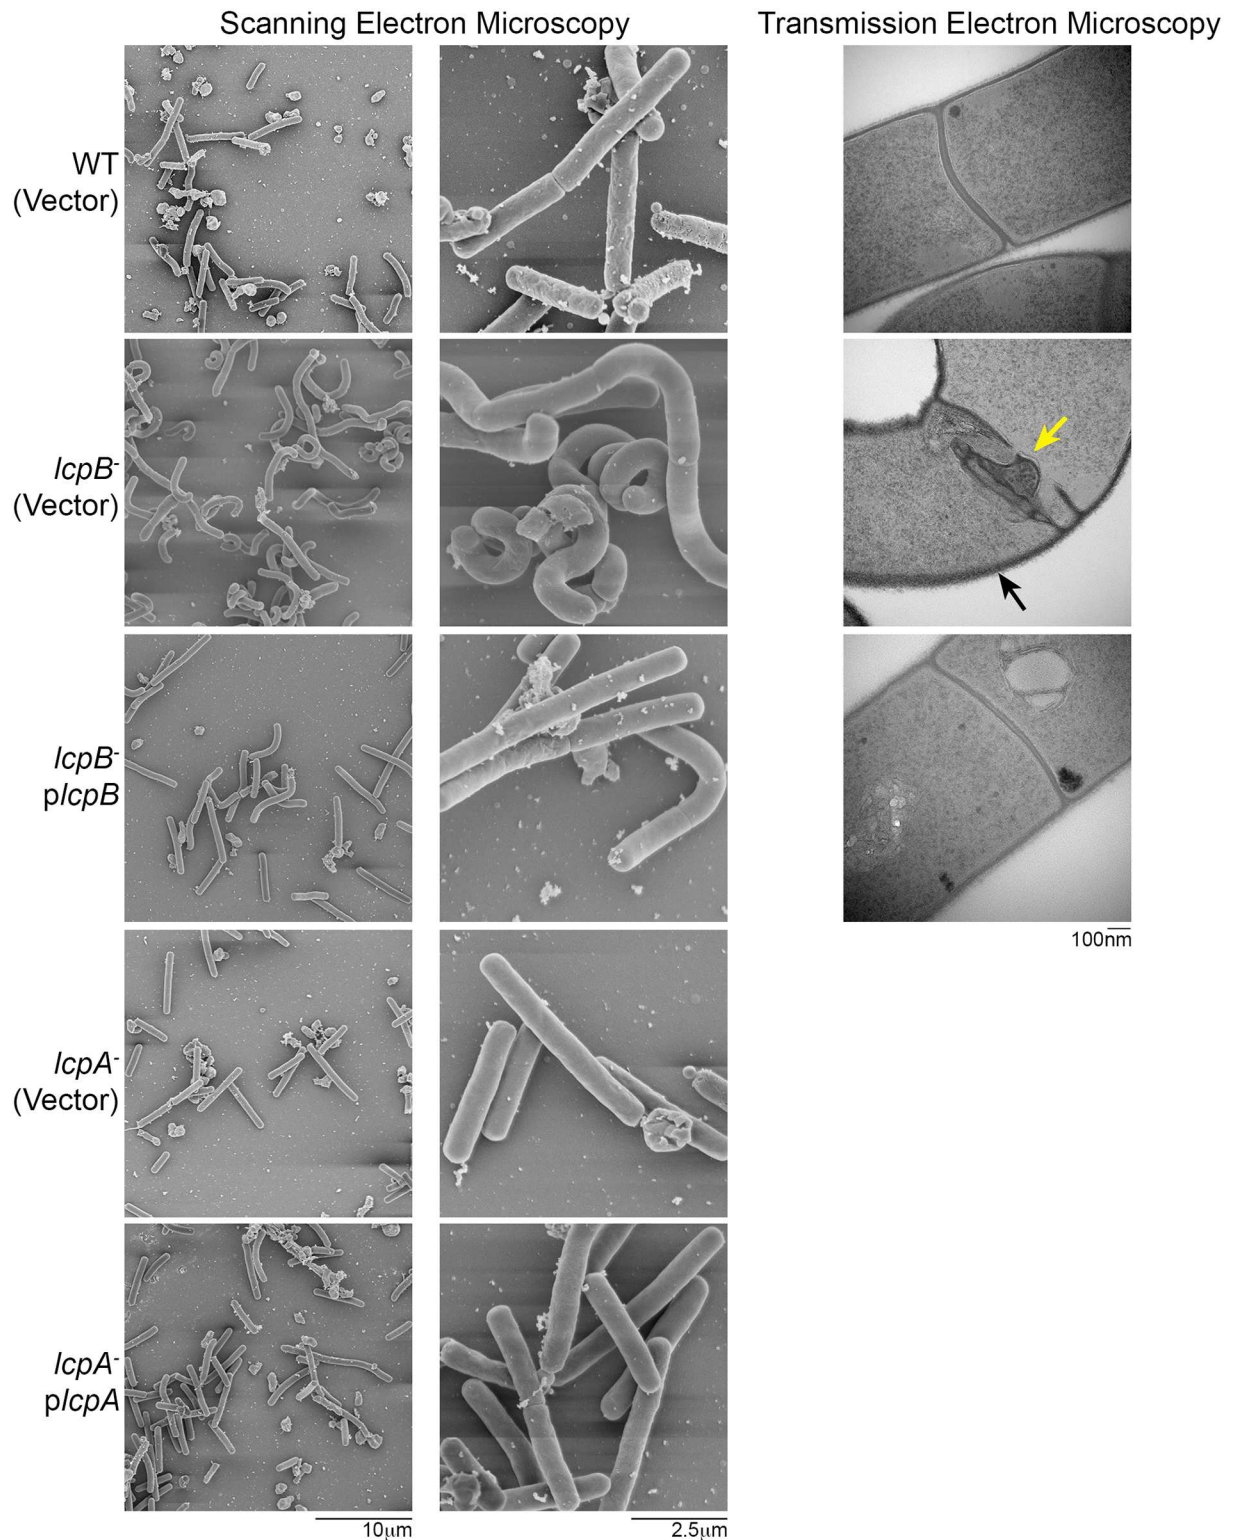 Scanning Electron Microscopy
Transmission Electron Microscopy
WT
(Vector)
lcpB-
(Vector)
lcpB-
plcpB
100nm
lcpA-
(Vector)
lcpA-
plcpA
10μm
2.5μm